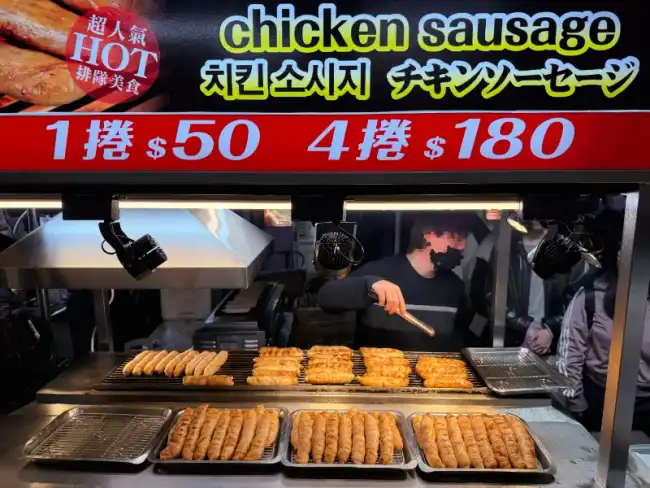 超人氣
HOT
排隊美食
chicken sausage
치킨 소시지 チキンソーセージ
1捲 $50 4捲 $180